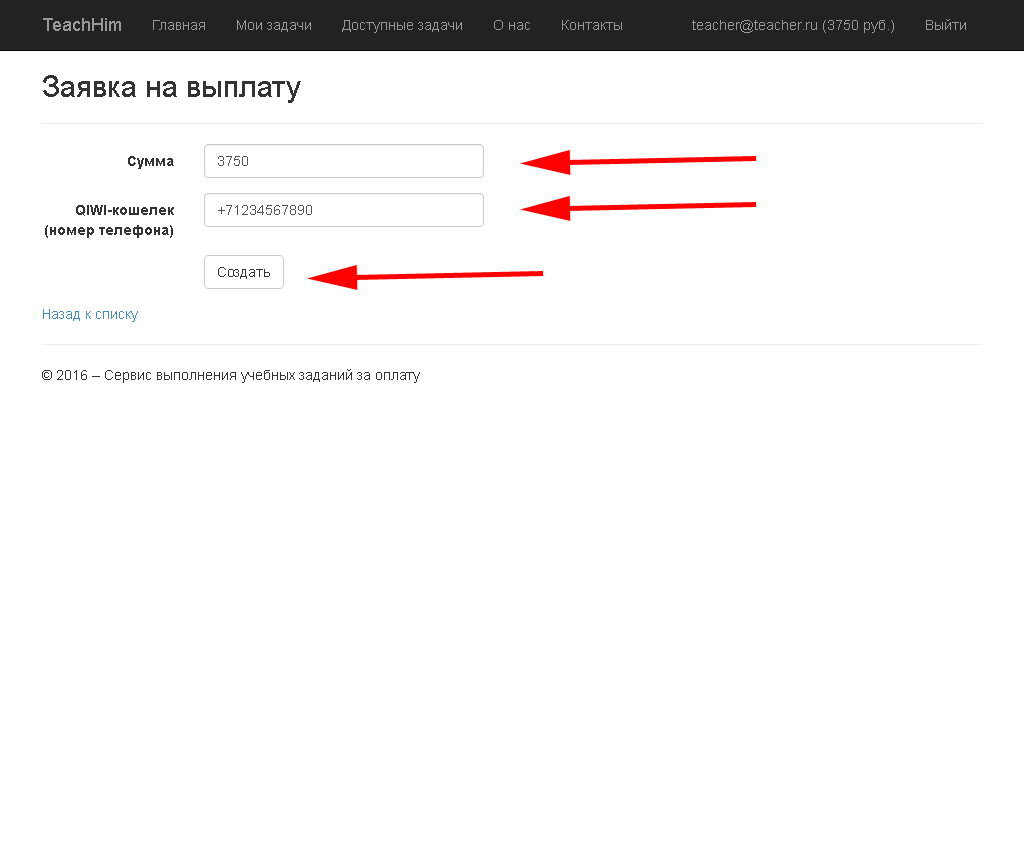 TeachHim Главная Мои задачи Доступные задачи О нас Контакты teacher@teacher.ru (3750 руб.) Выйти
Заявка на выплату
Сумма 3750
QIWI-кошелек +71234567890
(номер телефона)
Создать
Назад к списку
© 2016 – Сервис выполнения учебных заданий за оплату